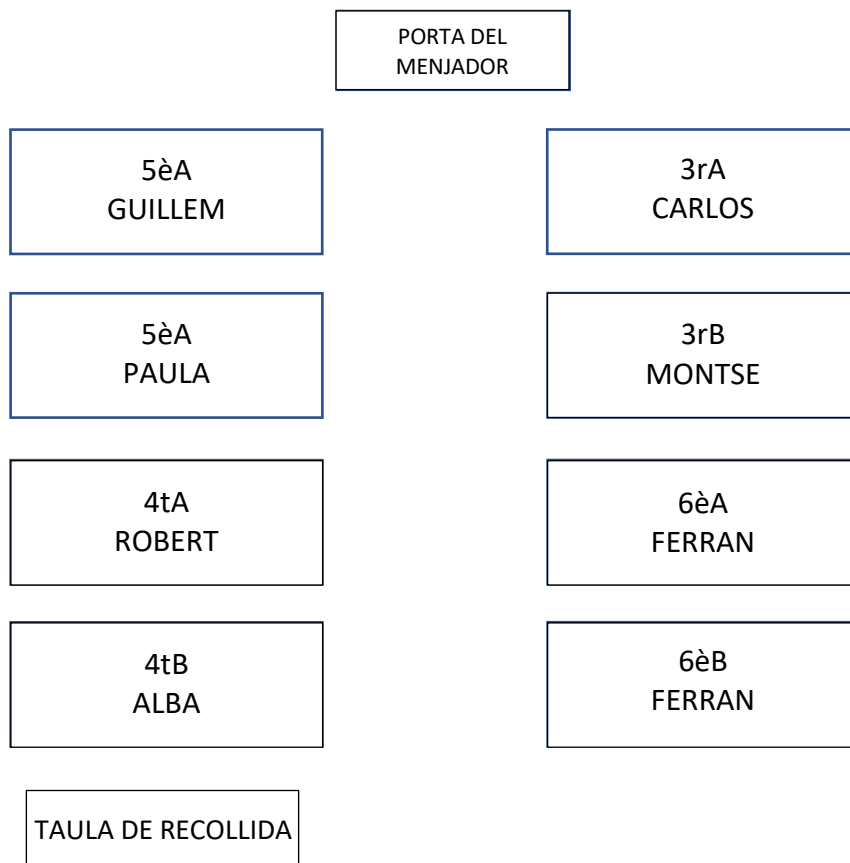 PORTA DEL
MENJADOR
5èA
GUILLEM
3rA
CARLOS
5èA
PAULA
3rB
MONTSE
4tA
ROBERT
6èA
FERRAN
4tB
ALBA
6èB
FERRAN
TAULA DE RECOLLIDA